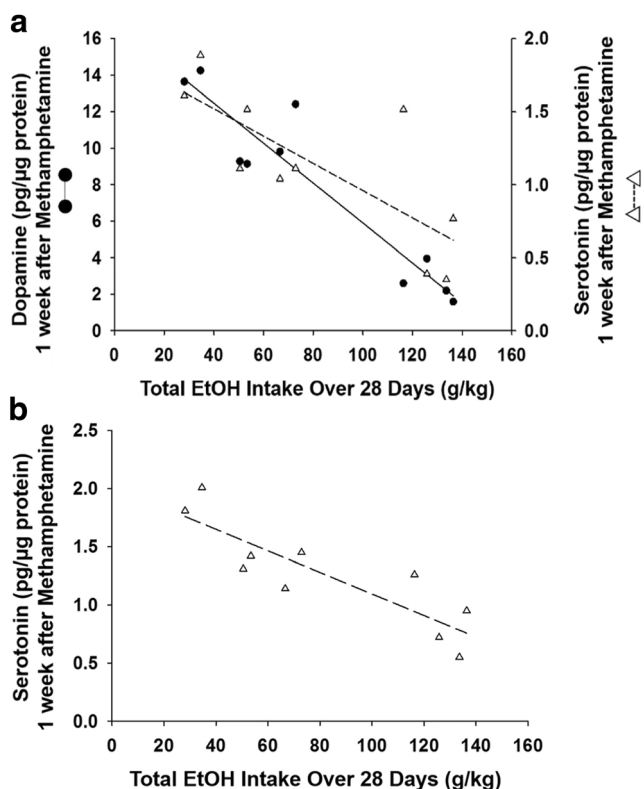 a
Dopamine (pg/µg protein)
1 week after Methamphetamine
16
14
12
10
8
6
4
2
0
2.0
1.5
1.0
0.5
0.0
Serotonin (pg/µg protein)
1 week after Methamphetamine
0 20 40 60 80 100 120 140 160
Total EtOH Intake Over 28 Days (g/kg)
b
Serotonin (pg/µg protein)
1 week after Methamphetamine
2.5
2.0
1.5
1.0
0.5
0.0
0 20 40 60 80 100 120 140 160
Total EtOH Intake Over 28 Days (g/kg)